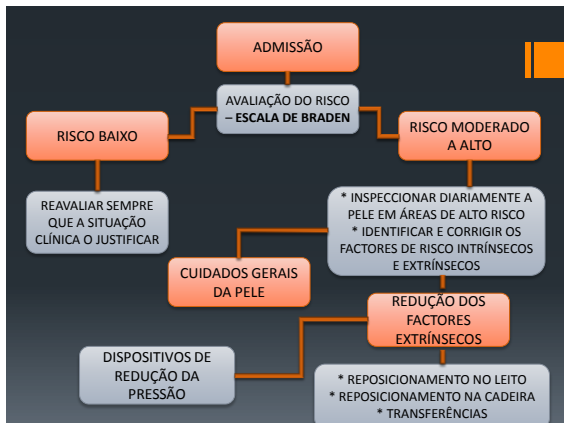 ADMISSÃO
AVALIAÇÃO DO RISCO
– ESCALA DE BRADEN
RISCO BAIXO
RISCO MODERADO
A ALTO
REAVALIAR SEMPRE
QUE A SITUAÇÃO
CLÍNICA O JUSTIFICAR
* INSPECCIONAR DIARIAMENTE A
PELE EM ÁREAS DE ALTO RISCO
* IDENTIFICAR E CORRIGIR OS
FACTORES DE RISCO INTRÍNSECOS
E EXTRÍNSECOS
CUIDADOS GERAIS
DA PELE
REDUÇÃO DOS
FACTORES
EXTRÍNSECOS
DISPOSITIVOS DE
REDUÇÃO DA
PRESSÃO
* REPOSICIONAMENTO NO LEITO
* REPOSICIONAMENTO NA CADEIRA
* TRANSFERÊNCIAS